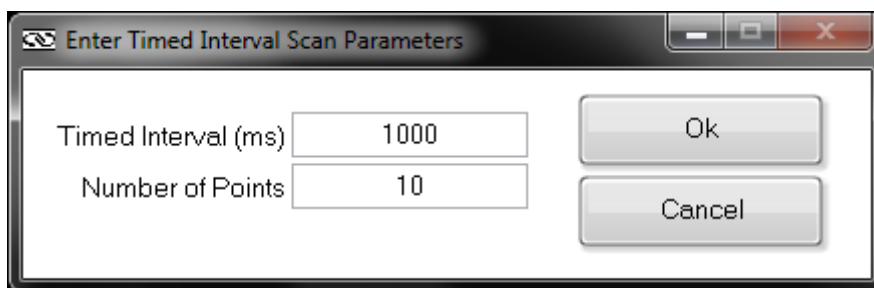 Enter Timed Interval Scan Parameters
Timed Interval (ms) 1000 Ok
Number of Points 10
Cancel